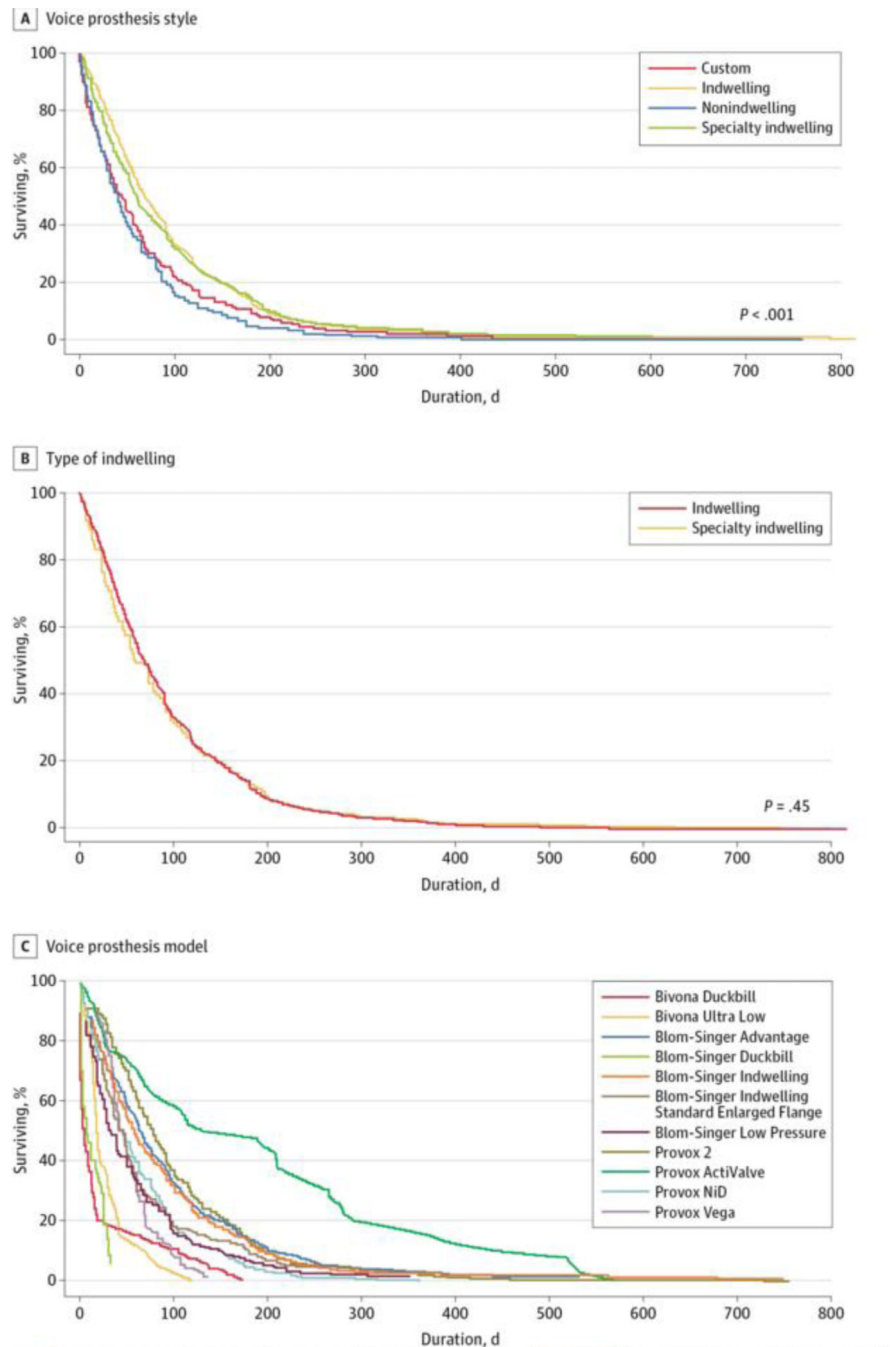 A Voice prosthesis style
100
80
60
40
20
0
Surviving, %
Custom
Indwelling
Nonindwelling
Specialty indwelling
P < .001
0 100 200 300 400 500 600 700 800
Duration, d
B Type of indwelling
100
80
60
40
20
0
Surviving, %
Indwelling
Specialty indwelling
P = .45
0 100 200 300 400 500 600 700 800
Duration, d
C Voice prosthesis model
100
80
60
40
20
0
Surviving, %
Bivona Duckbill
Bivona Ultra Low
Blom-Singer Advantage
Blom-Singer Duckbill
Blom-Singer Indwelling
Blom-Singer Indwelling
Standard Enlarged Flange
Blom-Singer Low Pressure
Provox 2
Provox ActiValve
Provox NiD
Provox Vega
0 100 200 300 400 500 600 700 800
Duration, d